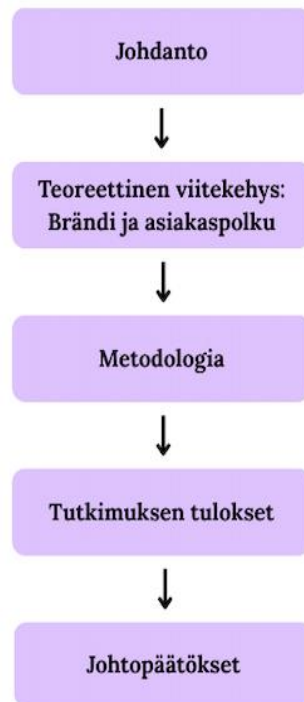 Johdanto
Teoreettinen viitekehys:
Brändi ja asiakaspolku
Metodologia
Tutkimuksen tulokset
Johtopäätökset